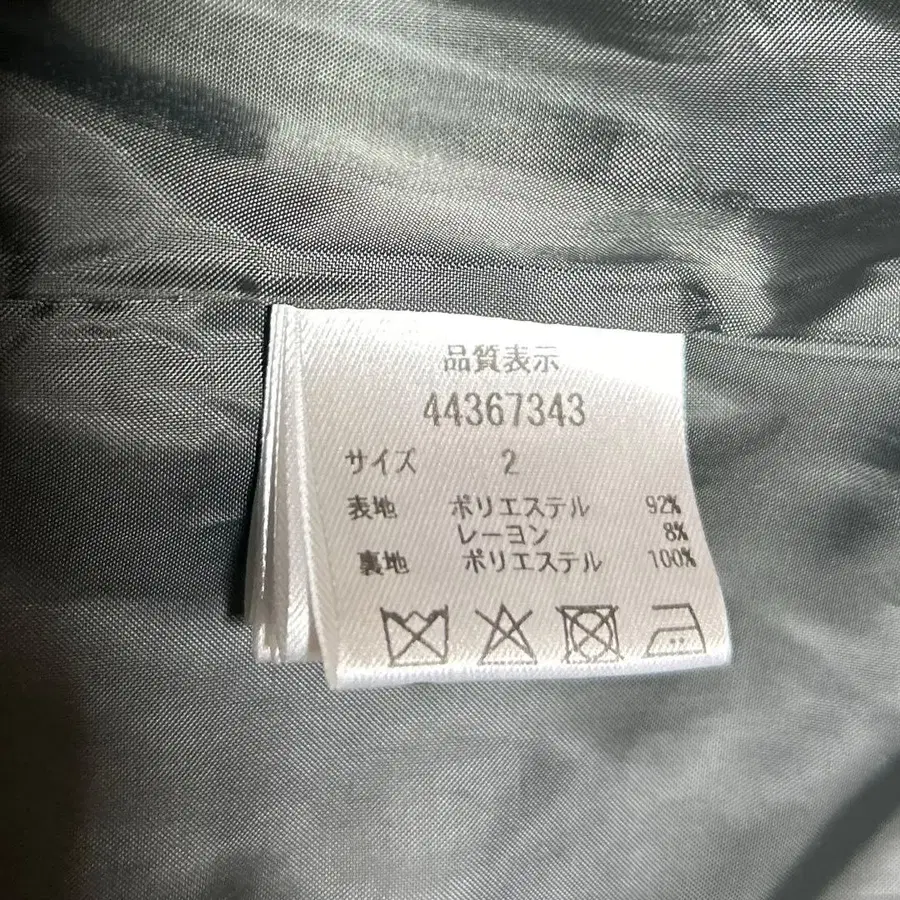 品質表示
44367343
サイズ 2
表地 ポリエステル 92%
レーヨン 8%
裏地 ポリエステル 100%